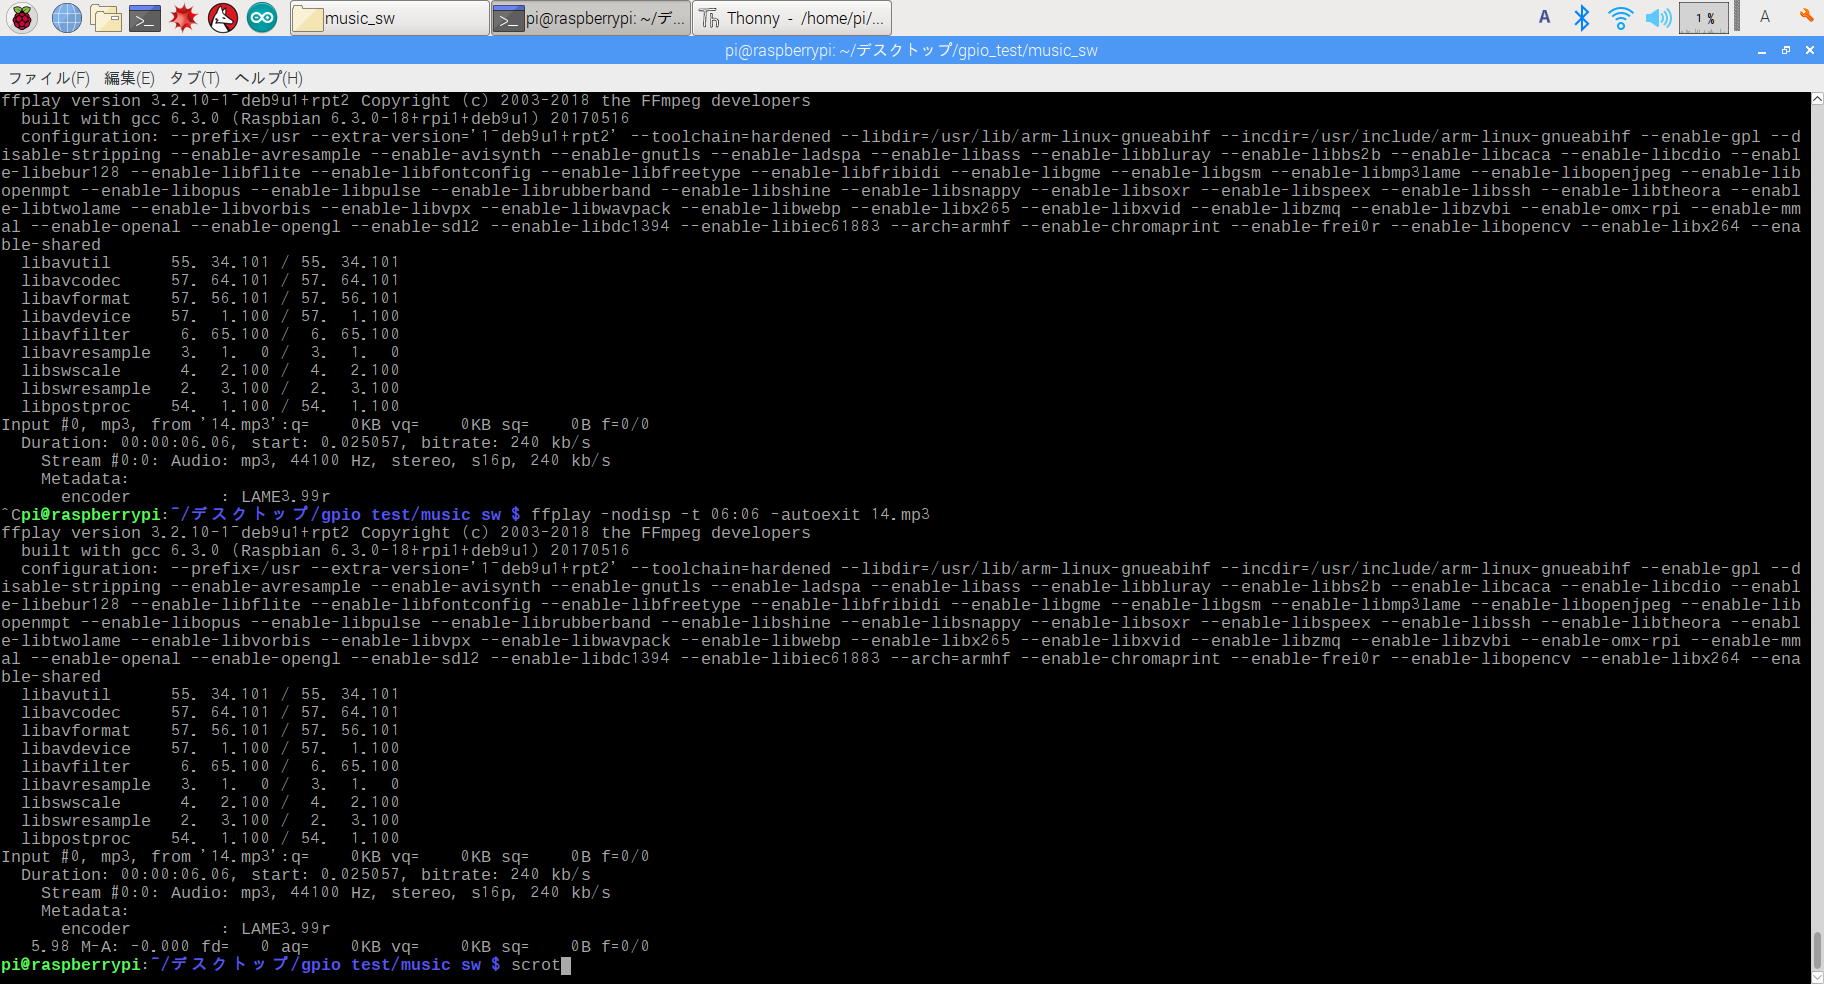 music_sw
pi@raspberrypi: ~/デ...
Thonny - /home/pi/...
A
1 %
A
pi@raspberrypi: ~/デスクトップ/gpio_test/music_sw
ファイル(F) 編集(E) タブ(T) ヘルプ(H)
ffplay version 3.2.10-1~deb9u1+rpt2 Copyright (c) 2003-2018 the FFmpeg developers
built with gcc 6.3.0 (Raspbian 6.3.0-18+rpi1+deb9u1) 20170516
configuration: --prefix=/usr --extra-version='1~deb9u1+rpt2' --toolchain=hardened --libdir=/usr/lib/arm-linux-gnueabihf --incdir=/usr/include/arm-linux-gnueabihf --enable-gpl --d
isable-stripping --enable-avresample --enable-avisynth --enable-gnutls --enable-ladspa --enable-libass --enable-libbluray --enable-libbs2b --enable-libcaca --enable-libcdio --enabl
e-libebur128 --enable-libflite --enable-libfontconfig --enable-libfreetype --enable-libfribidi --enable-libgme --enable-libgsm --enable-libmp3lame --enable-libopenjpeg --enable-lib
openmpt --enable-libopus --enable-libpulse --enable-librubberband --enable-libshine --enable-libsnappy --enable-libsoxr --enable-libspeex --enable-libssh --enable-libtheora --enabl
e-libtwolame --enable-libvorbis --enable-libvpx --enable-libwavpack --enable-libwebp --enable-libx265 --enable-libxvid --enable-libzmq --enable-libzvbi --enable-omx-rpi --enable-mm
al --enable-openal --enable-opengl --enable-sdl2 --enable-libdc1394 --enable-libiec61883 --arch=armhf --enable-chromaprint --enable-frei0r --enable-libopencv --enable-libx264 --ena
ble-shared
libavutil 55. 34.101 / 55. 34.101
libavcodec 57. 64.101 / 57. 64.101
libavformat 57. 56.101 / 57. 56.101
libavdevice 57. 1.100 / 57. 1.100
libavfilter 6. 65.100 / 6. 65.100
libavresample 3. 1. 0 / 3. 1. 0
libswscale 4. 2.100 / 4. 2.100
libswresample 2. 3.100 / 2. 3.100
libpostproc 54. 1.100 / 54. 1.100
Input #0, mp3, from '14.mp3':q= 0KB vq= 0KB sq= 0B f=0/0
Duration: 00:00:06.06, start: 0.025057, bitrate: 240 kb/s
Stream #0:0: Audio: mp3, 44100 Hz, stereo, s16p, 240 kb/s
Metadata:
encoder : LAME3.99r
^Cpi@raspberrypi:~/デスクトップ/gpio_test/music_sw $ ffplay -nodisp -t 06:06 -autoexit 14.mp3
ffplay version 3.2.10-1~deb9u1+rpt2 Copyright (c) 2003-2018 the FFmpeg developers
built with gcc 6.3.0 (Raspbian 6.3.0-18+rpi1+deb9u1) 20170516
configuration: --prefix=/usr --extra-version='1~deb9u1+rpt2' --toolchain=hardened --libdir=/usr/lib/arm-linux-gnueabihf --incdir=/usr/include/arm-linux-gnueabihf --enable-gpl --d
isable-stripping --enable-avresample --enable-avisynth --enable-gnutls --enable-ladspa --enable-libass --enable-libbluray --enable-libbs2b --enable-libcaca --enable-libcdio --enabl
e-libebur128 --enable-libflite --enable-libfontconfig --enable-libfreetype --enable-libfribidi --enable-libgme --enable-libgsm --enable-libmp3lame --enable-libopenjpeg --enable-lib
openmpt --enable-libopus --enable-libpulse --enable-librubberband --enable-libshine --enable-libsnappy --enable-libsoxr --enable-libspeex --enable-libssh --enable-libtheora --enabl
e-libtwolame --enable-libvorbis --enable-libvpx --enable-libwavpack --enable-libwebp --enable-libx265 --enable-libxvid --enable-libzmq --enable-libzvbi --enable-omx-rpi --enable-mm
al --enable-openal --enable-opengl --enable-sdl2 --enable-libdc1394 --enable-libiec61883 --arch=armhf --enable-chromaprint --enable-frei0r --enable-libopencv --enable-libx264 --ena
ble-shared
libavutil 55. 34.101 / 55. 34.101
libavcodec 57. 64.101 / 57. 64.101
libavformat 57. 56.101 / 57. 56.101
libavdevice 57. 1.100 / 57. 1.100
libavfilter 6. 65.100 / 6. 65.100
libavresample 3. 1. 0 / 3. 1. 0
libswscale 4. 2.100 / 4. 2.100
libswresample 2. 3.100 / 2. 3.100
libpostproc 54. 1.100 / 54. 1.100
Input #0, mp3, from '14.mp3':q= 0KB vq= 0KB sq= 0B f=0/0
Duration: 00:00:06.06, start: 0.025057, bitrate: 240 kb/s
Stream #0:0: Audio: mp3, 44100 Hz, stereo, s16p, 240 kb/s
Metadata:
encoder : LAME3.99r
5.98 M-A: -0.000 fd= 0 aq= 0KB vq= 0KB sq= 0B f=0/0
pi@raspberrypi:~/デスクトップ/gpio_test/music_sw $ scrot